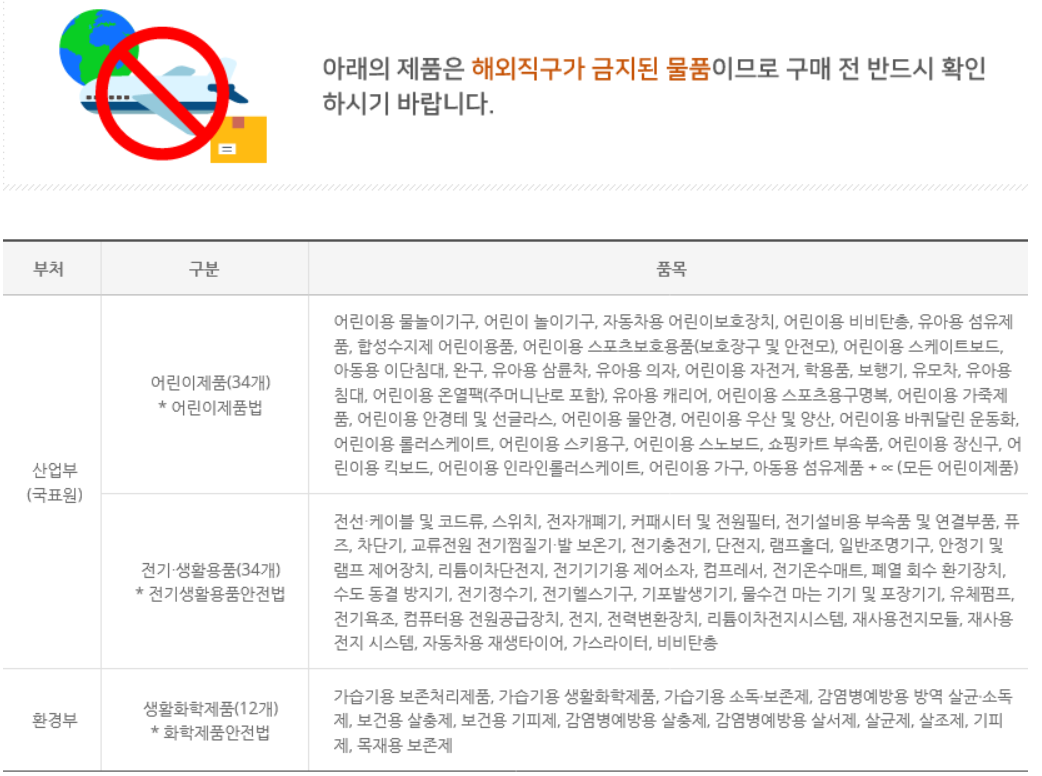 아래의 제품은 해외직구가 금지된 물품이므로 구매 전 반드시 확인
하시기 바랍니다.
부처 구분 품목
산업부
(국표원)
어린이제품(34개)
* 어린이제품법
어린이용 물놀이기구, 어린이 놀이기구, 자동차용 어린이보호장치, 어린이용 비비탄총, 유아용 섬유제
품, 합성수지제 어린이용품, 어린이용 스포츠보호용품(보호장구 및 안전모), 어린이용 스케이트보드,
아동용 이단침대, 완구, 유아용 삼륜차, 유아용 의자, 어린이용 자전거, 학용품, 보행기, 유모차, 유아용
침대, 어린이용 온열팩(주머니난로 포함), 유아용 캐리어, 어린이용 스포츠용구명복, 어린이용 가죽제
품, 어린이용 안경테 및 선글라스, 어린이용 물안경, 어린이용 우산 및 양산, 어린이용 바퀴달린 운동화,
어린이용 롤러스케이트, 어린이용 스키용구, 어린이용 스노보드, 쇼핑카트 부속품, 어린이용 장신구, 어
린이용 킥보드, 어린이용 인라인롤러스케이트, 어린이용 가구, 아동용 섬유제품 + ∝ (모든 어린이제품)
전기·생활용품(34개)
* 전기생활용품안전법
전선·케이블 및 코드류, 스위치, 전자개폐기, 커패시터 및 전원필터, 전기설비용 부속품 및 연결부품, 퓨
즈, 차단기, 교류전원 전기찜질기·발 보온기, 전기충전기, 단전지, 램프홀더, 일반조명기구, 안정기 및
램프 제어장치, 리튬이차단전지, 전기기기용 제어소자, 컴프레서, 전기온수매트, 폐열 회수 환기장치,
수도 동결 방지기, 전기정수기, 전기헬스기구, 기포발생기기, 물수건 마는 기기 및 포장기기, 유체펌프,
전기욕조, 컴퓨터용 전원공급장치, 전지, 전력변환장치, 리튬이차전지시스템, 재사용전지모듈, 재사용
전지 시스템, 자동차용 재생타이어, 가스라이터, 비비탄총
환경부
생활화학제품(12개)
* 화학제품안전법
가습기용 보존처리제품, 가습기용 생활화학제품, 가습기용 소독·보존제, 감염병예방용 방역 살균·소독
제, 보건용 살충제, 보건용 기피제, 감염병예방용 살충제, 감염병예방용 살서제, 살균제, 살조제, 기피
제, 목재용 보존제